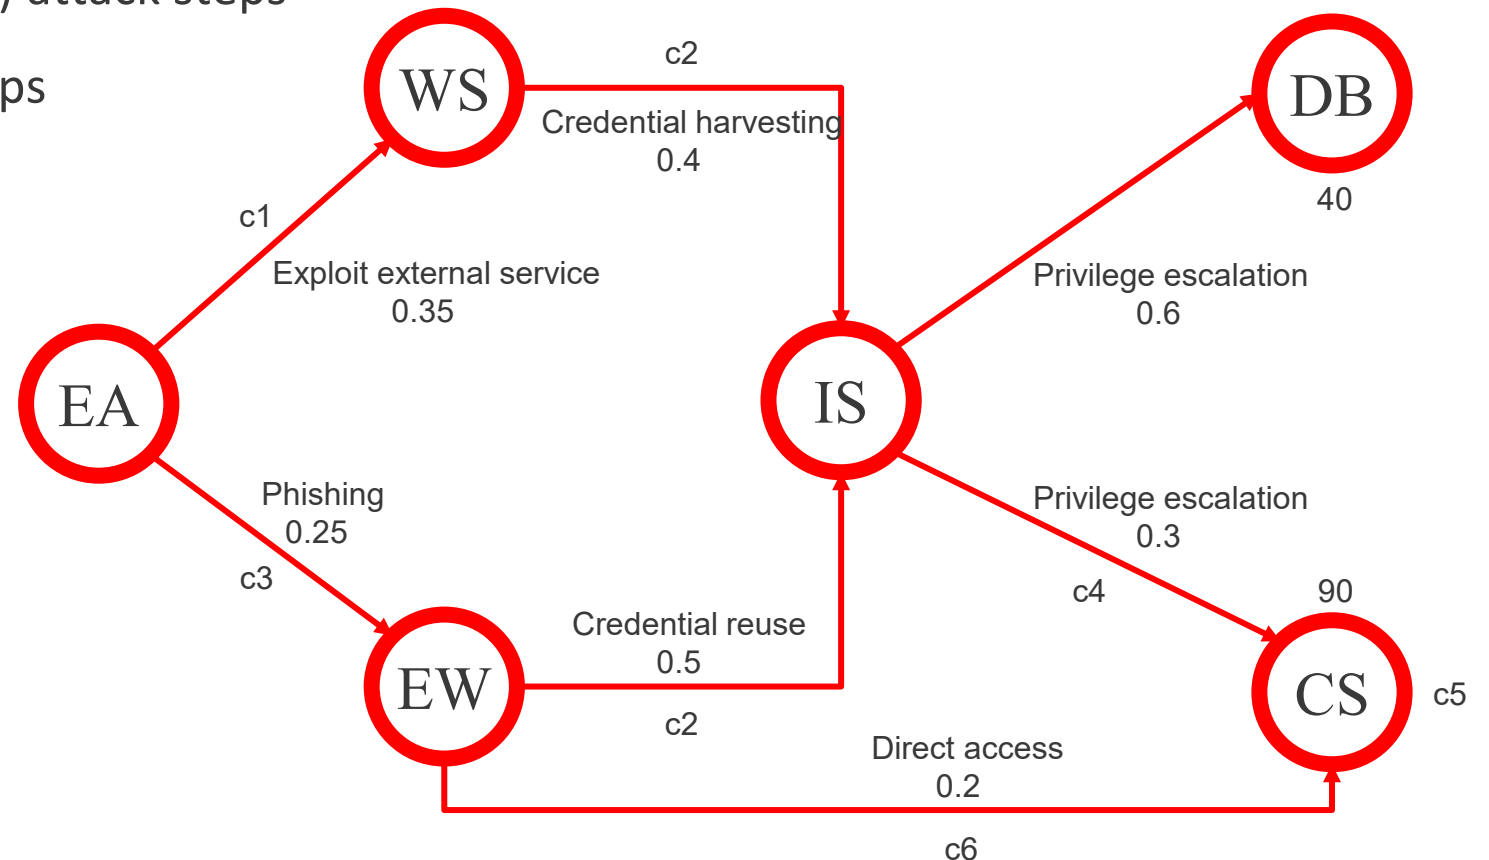 ) attack steps
ps
WS
c2
Credential harvesting
0.4
DB
40
c1
Exploit external service
0.35
Privilege escalation
0.6
EA
IS
Phishing
0.25
c3
Privilege escalation
0.3
c4
90
Credential reuse
0.5
c2
EW
CS
c5
Direct access
0.2
c6